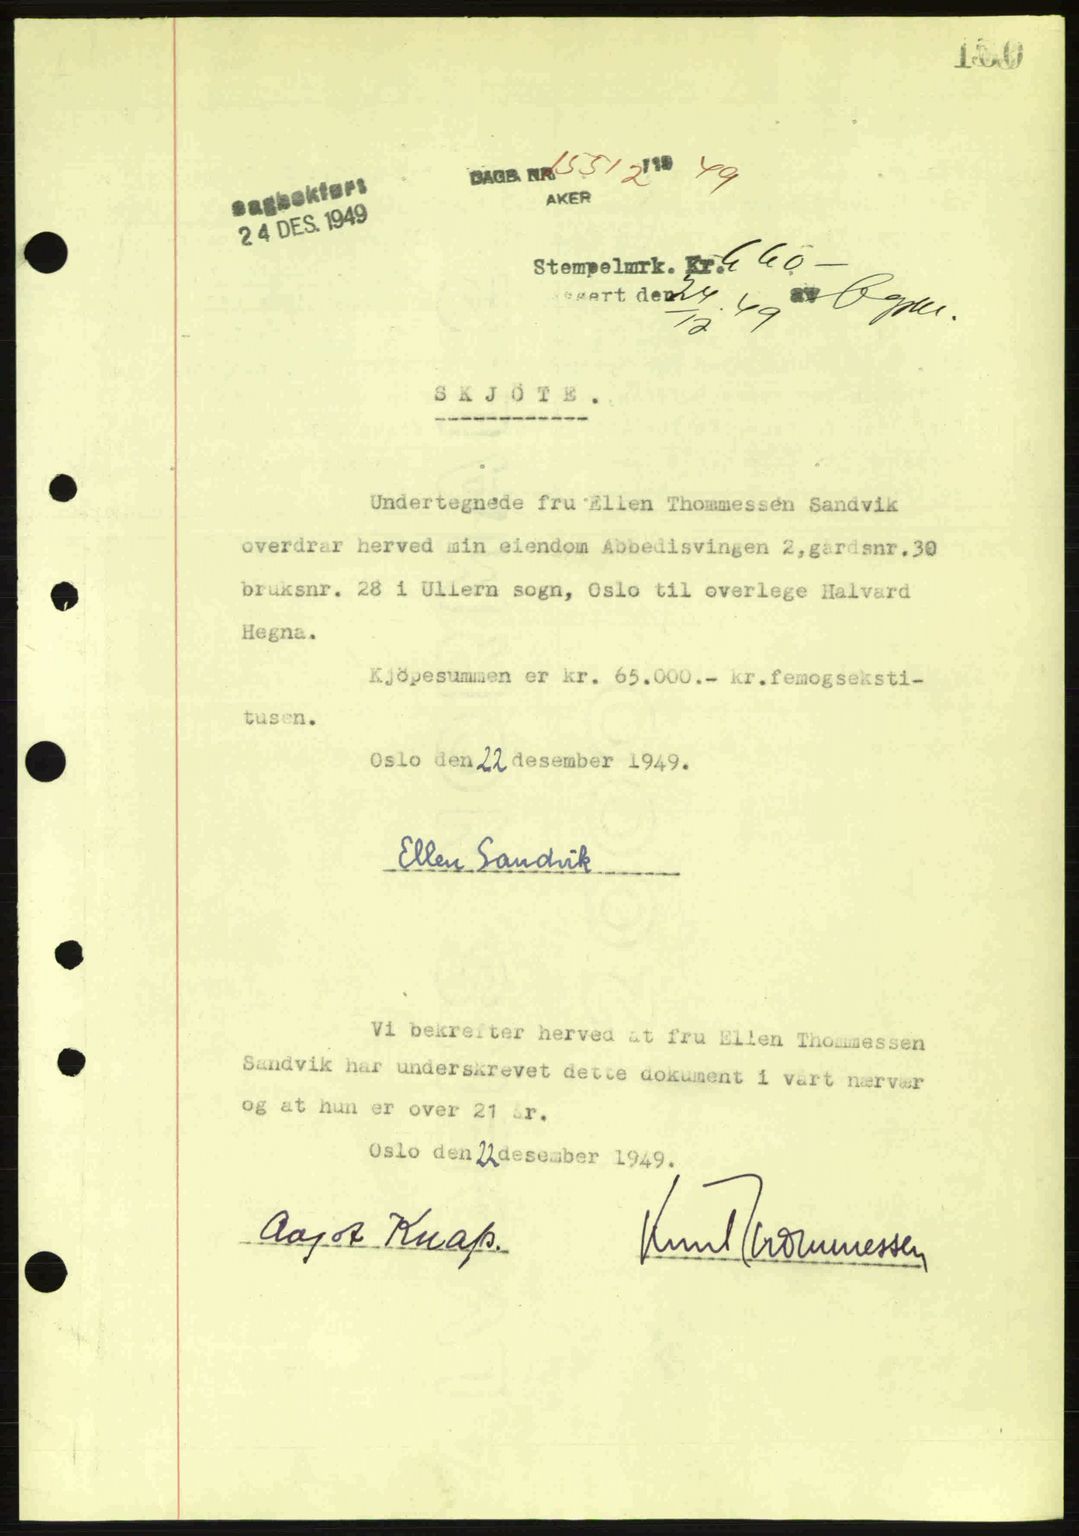 150
Dagbokført
24 DES. 1949
DAGB. NR. 15512/19 49
AKER
Stempelmrk. Kr. 660 -
den 24/12.49 av
SKJÖTE.
Undertegnede fru Ellen Thommessen Sandvik
overdrar herved min eiendom Abbedisvingen 2,gardsnr.30
bruksnr. 28 i Ullern sogn, Oslo til overlege Halvard
Hegna.
Kjöpesummen er kr. 65.000.- kr.femogseksti-
tusen.
Oslo den 22 desember 1949.
Ellen Sandvik
Vi bekrefter herved at fru Ellen Thommessen
Sandvik har underskrevet dette dokument i vårt nærvær
og at hun er over 21 år.
Oslo den 22 desember 1949.
Aagot Knap.
Knut Thommessen